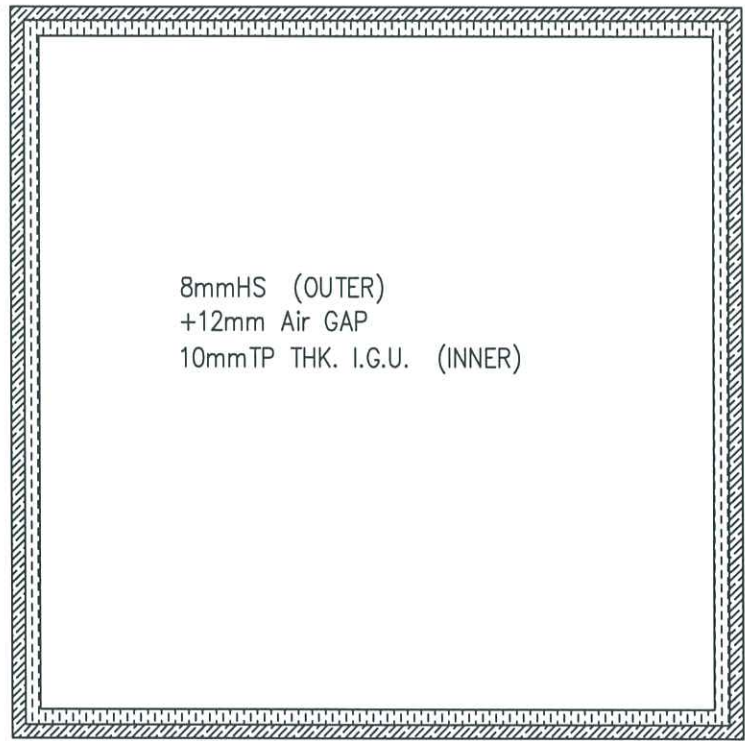 8mmHS (OUTER)
+12mm Air GAP
10mmTP THK. I.G.U. (INNER)